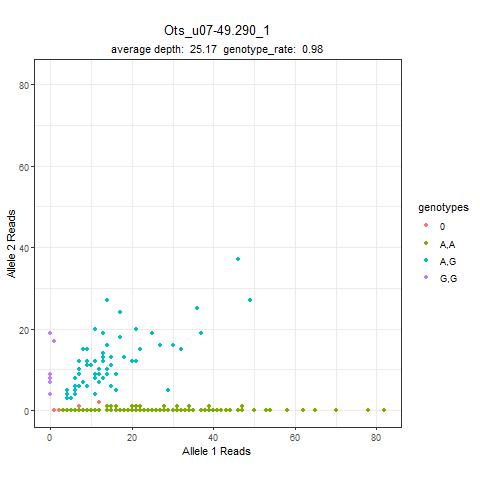 Ots_u07-49.290_1
average depth: 25.17 genotype_rate: 0.98
80
60
40
20
0
Allele 2 Reads
0 20 40 60 80
Allele 1 Reads
genotypes
0
A,A
A,G
G,G